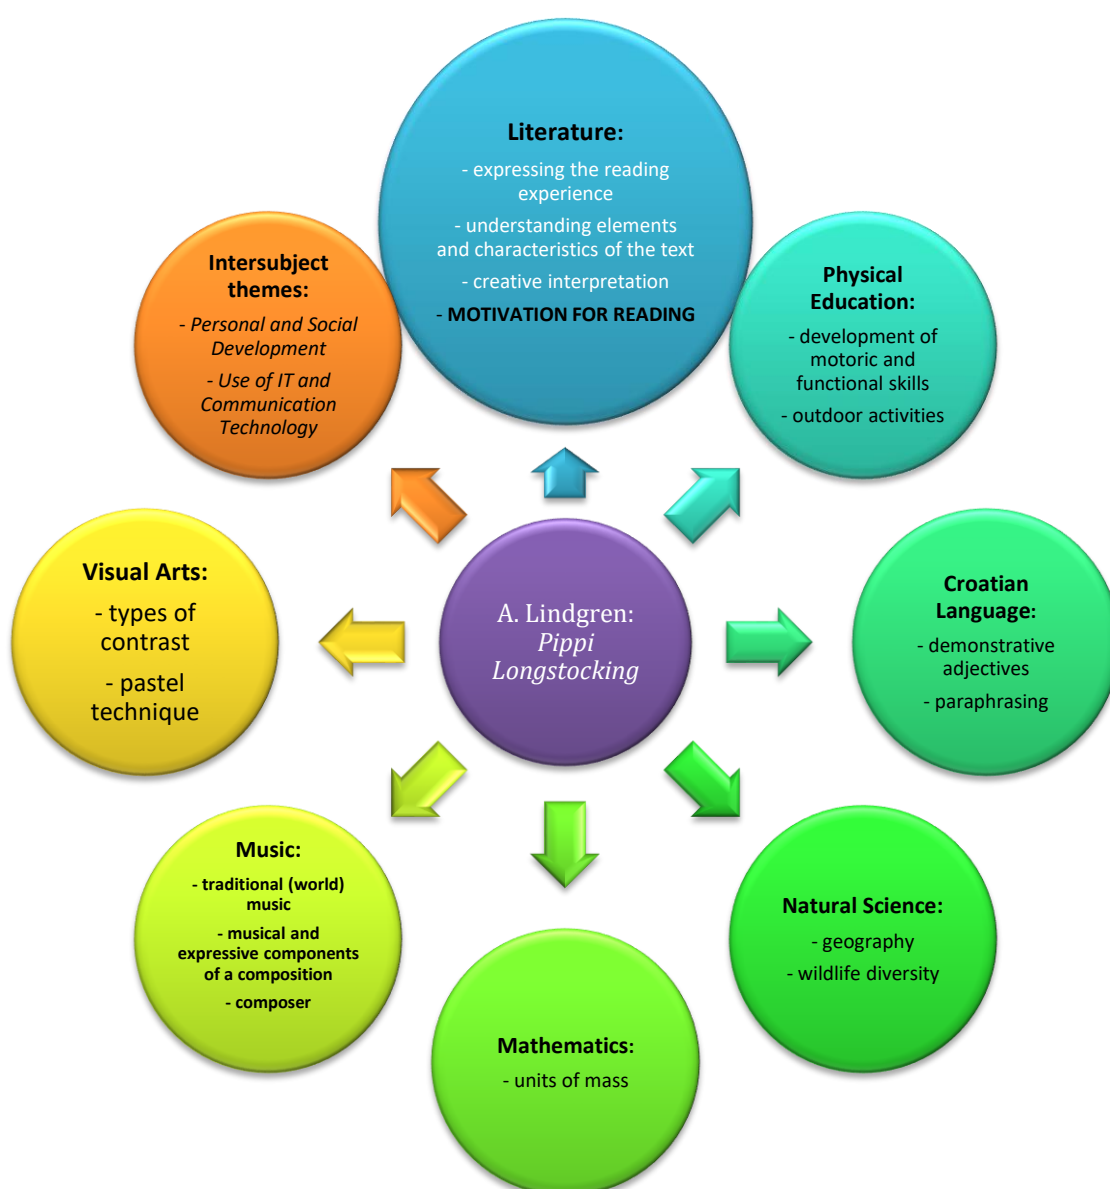 Literature:
- expressing the reading
experience
- understanding elements
and characteristics of the text
- creative interpretation
- MOTIVATION FOR READING
Physical
Education:
- development of
motoric and
functional skills
- outdoor activities
Croatian
Language:
- demonstrative
adjectives
- paraphrasing
Natural Science:
- geography
- wildlife diversity
Mathematics:
- units of mass
Music:
- traditional (world)
music
- musical and
expressive components
of a composition
- composer
Visual Arts:
- types of
contrast
- pastel
technique
Intersubject
themes:
- Personal and Social
Development
- Use of IT and
Communication
Technology
A. Lindgren:
Pippi
Longstocking